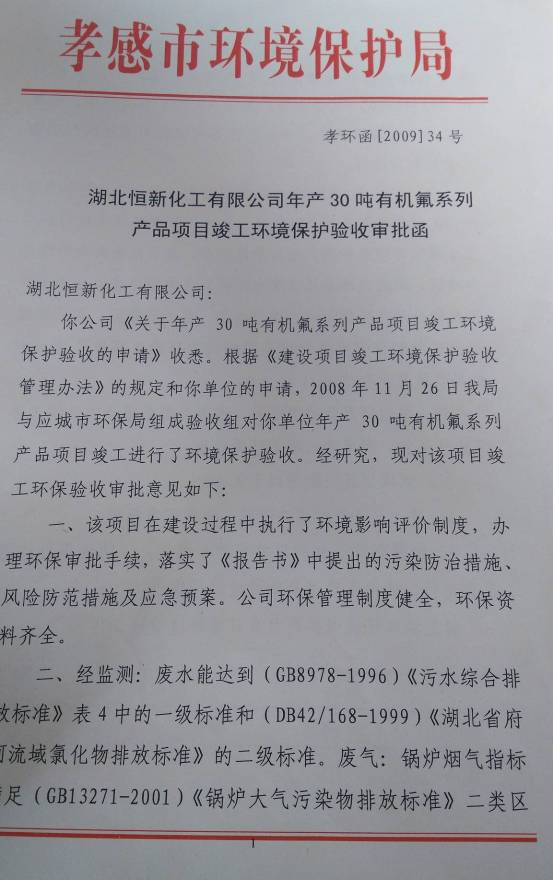 孝感市环境保护局
孝环函[2009]34 号
湖北恒新化工有限公司年产 30 吨有机氟系列
产品项目竣工环境保护验收审批函
湖北恒新化工有限公司：
你公司《关于年产 30 吨有机氟系列产品项目竣工环境
保护验收的申请》收悉。根据《建设项目竣工环境保护验收
管理办法》的规定和你单位的申请，2008 年 11 月 26 日我局
与应城市环保局组成验收组对你单位年产 30 吨有机氟系列
产品项目竣工进行了环境保护验收。经研究，现对该项目竣
工环保验收审批意见如下：
一、该项目在建设过程中执行了环境影响评价制度，办
理环保审批手续，落实了《报告书》中提出的污染防治措施、
风险防范措施及应急预案。公司环保管理制度健全，环保资
料齐全。
二、经监测：废水能达到（GB8978-1996）《污水综合排
放标准》表 4 中的一级标准和（DB42/168-1999）《湖北省府
河流域氯化物排放标准》的二级标准。废气：锅炉烟气指标
足（GB13271-2001）《锅炉大气污染物排放标准》二类区
1